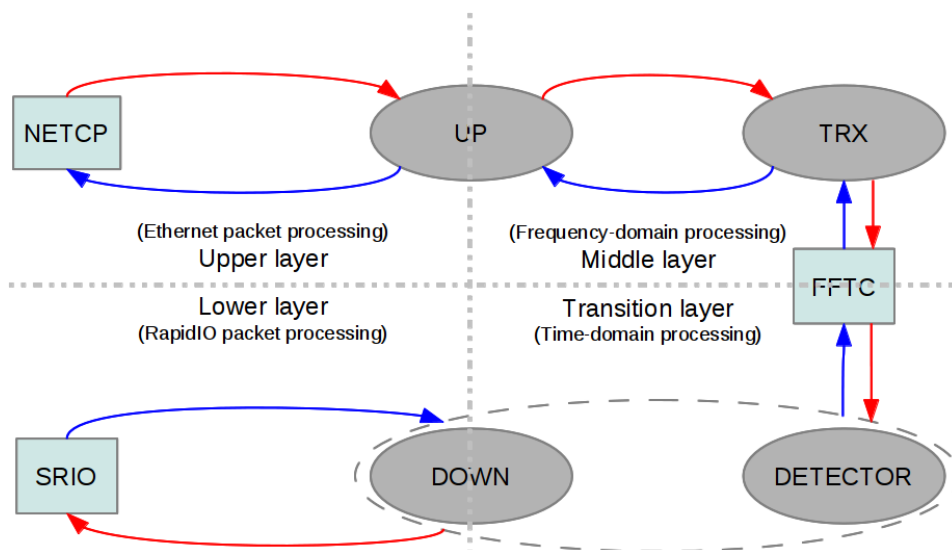 NETCP
UP
TRX
(Ethernet packet processing)
Upper layer
(Frequency-domain processing)
Middle layer
FFTC
Lower layer
(RapidIO packet processing)
Transition layer
(Time-domain processing)
SRIO
DOWN
DETECTOR